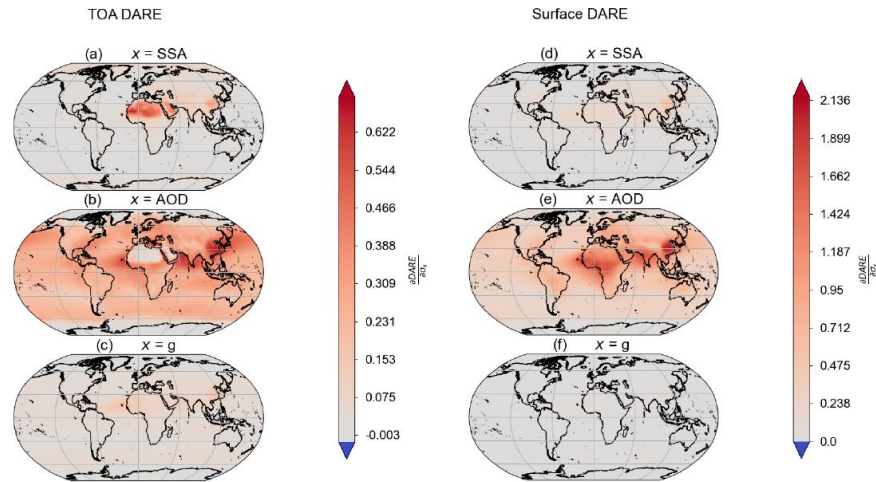 TOA DARE
Surface DARE
(a) x = SSA
(d) x = SSA
(b) x = AOD
(e) x = AOD
(c) x = g
(f) x = g
0.622
0.544
0.466
0.388
0.309
0.231
0.153
0.075
-0.003
∂DARE
∂σₓ
2.136
1.899
1.662
1.424
1.187
0.95
0.712
0.475
0.238
0.0
∂DARE
∂σₓ